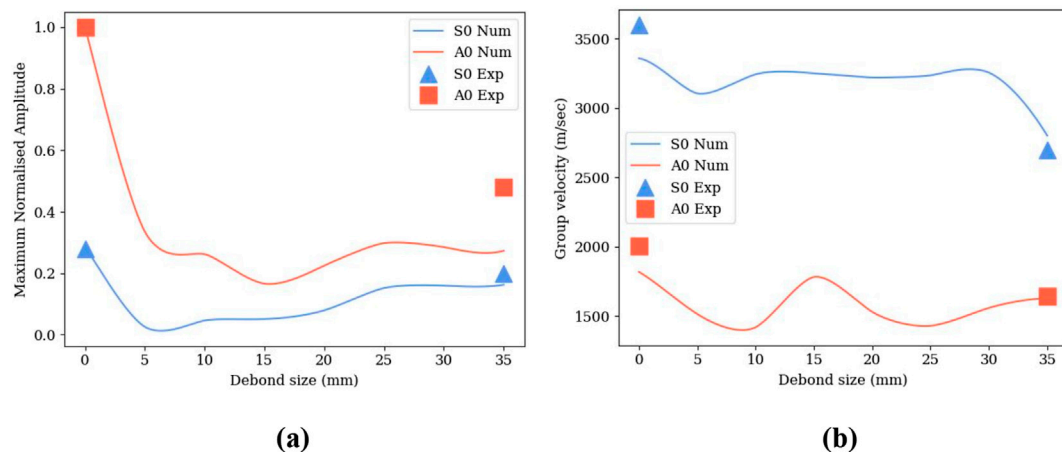 1.0
0.8
0.6
0.4
0.2
0.0
Maximum Normalised Amplitude
S0 Num
A0 Num
S0 Exp
A0 Exp
0 5 10 15 20 25 30 35
Debond size (mm)
(a)
3500
3000
2500
2000
1500
Group velocity (m/sec)
S0 Num
A0 Num
S0 Exp
A0 Exp
0 5 10 15 20 25 30 35
Debond size (mm)
(b)